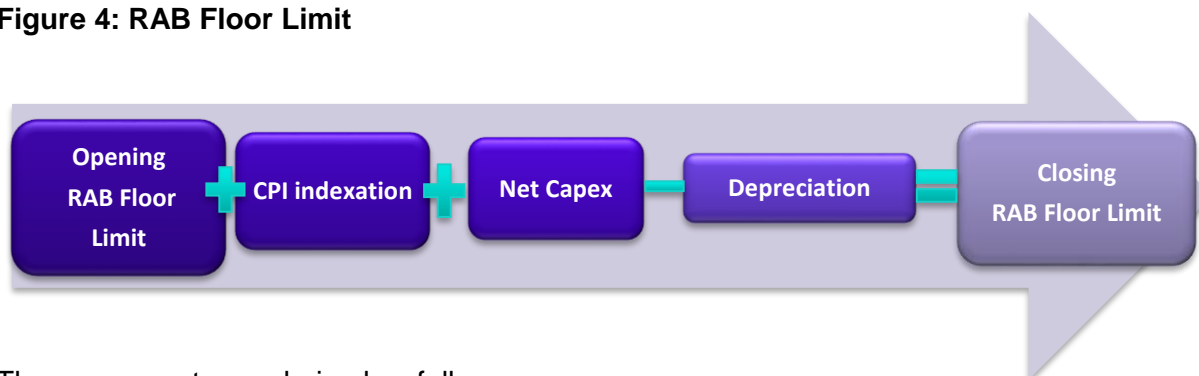 Figure 4: RAB Floor Limit
Opening
RAB Floor
Limit
CPI indexation
Net Capex
Depreciation
Closing
RAB Floor Limit